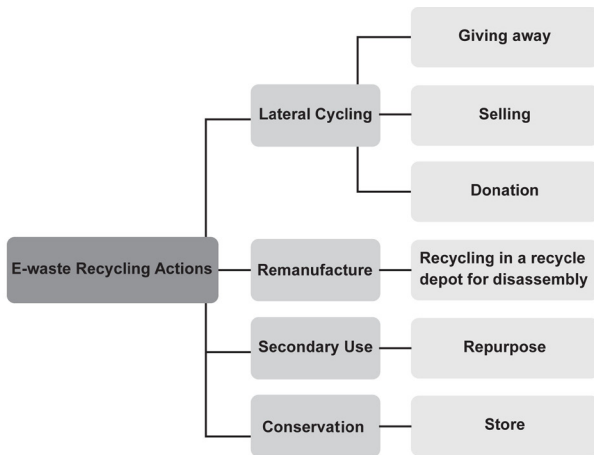 E-waste Recycling Actions
Lateral Cycling
Giving away
Selling
Donation
Remanufacture
Recycling in a recycle
depot for disassembly
Secondary Use
Repurpose
Conservation
Store